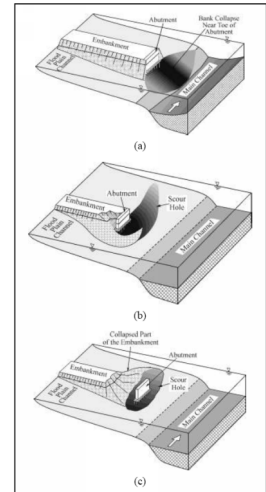 Abutment
Bank Collapse
Near Toe of
Abutment
Embankment
Flood Plain
Channel
Main Channel
(a)
Abutment
Embankment
Scour
Hole
Flood Plain
Channel
Main Channel
(b)
Collapsed Part
of the Embankment
Abutment
Embankment
Scour
Hole
Flood Plain
Channel
Main Channel
(c)